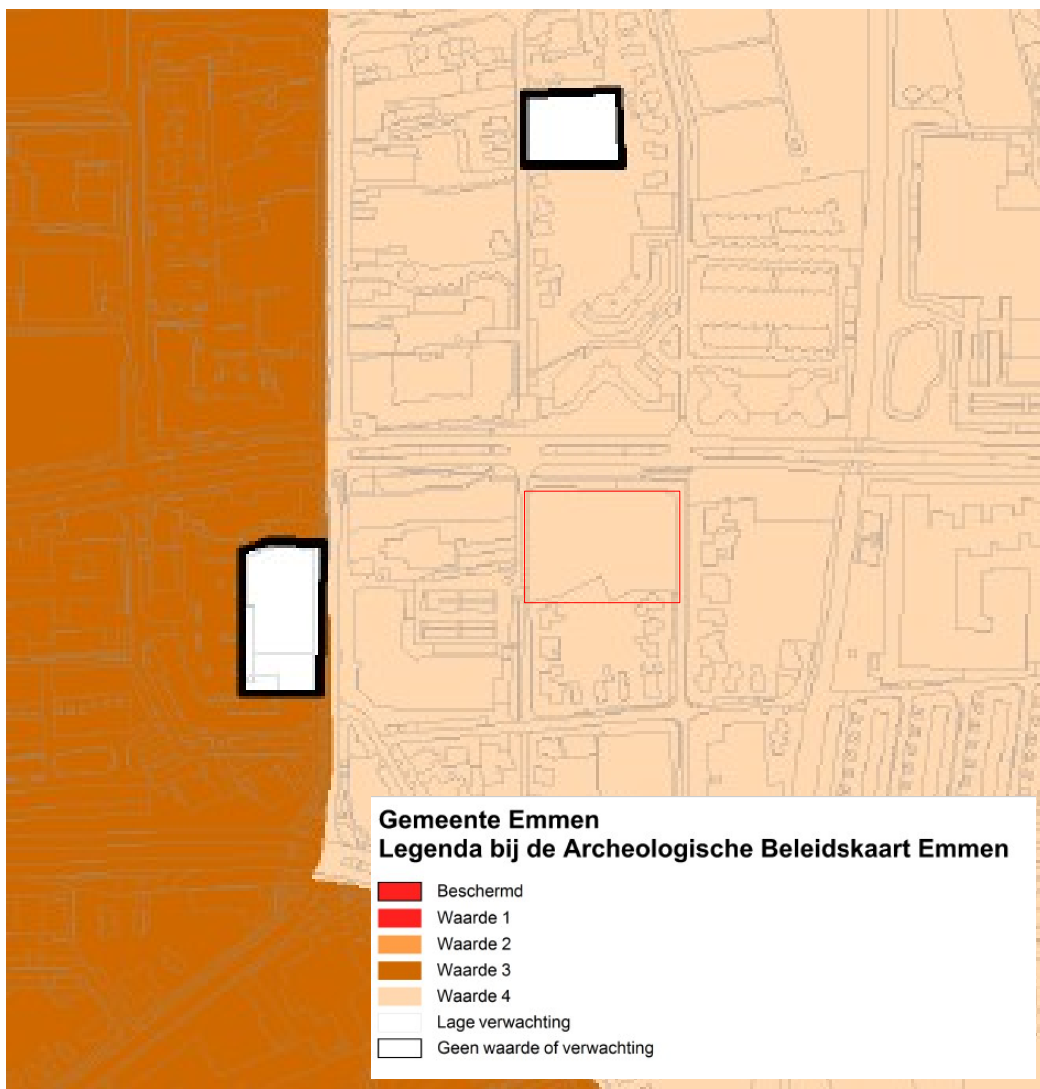 Gemeente Emmen
Legenda bij de Archeologische Beleidskaart Emmen
Beschermd
Waarde 1
Waarde 2
Waarde 3
Waarde 4
Lage verwachting
Geen waarde of verwachting